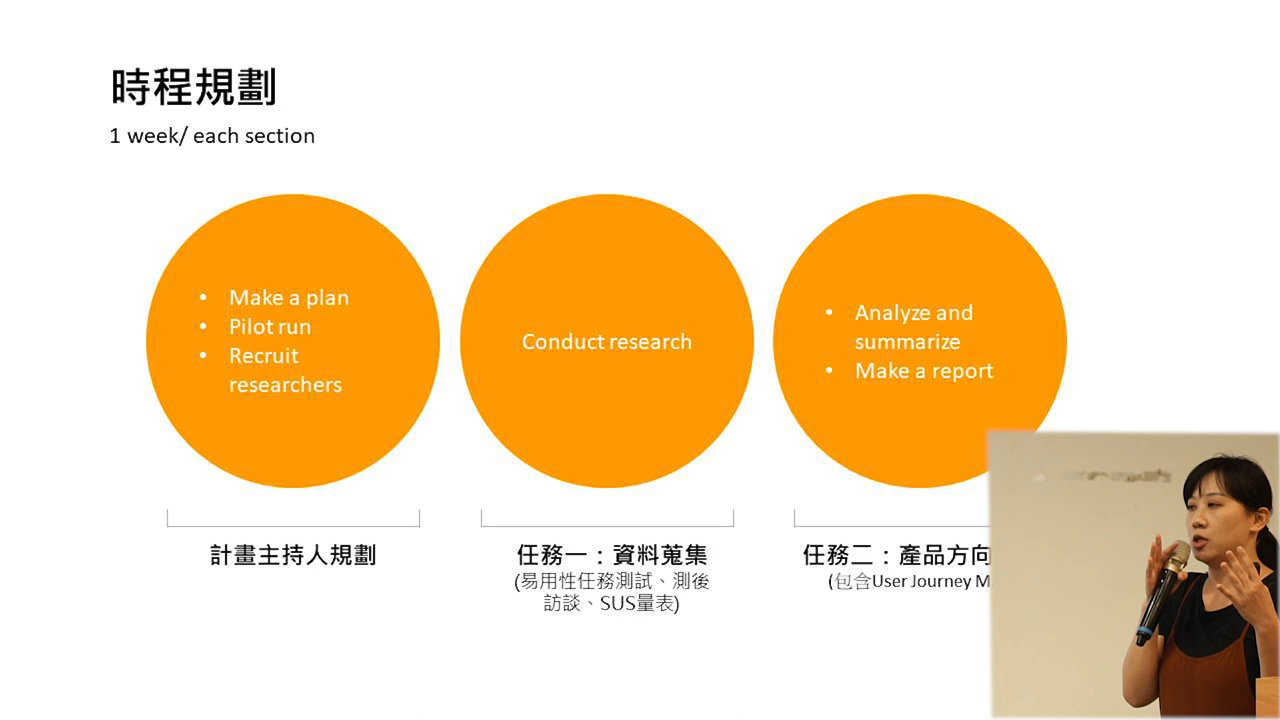 時程規劃
1 week/ each section
• Make a plan
• Pilot run
• Recruit
researchers
Conduct research
• Analyze and
summarize
• Make a report
計畫主持人規劃
任務一：資料蒐集
(易用性任務測試、測後
訪談、SUS量表)
任務二：產品方向
(包含User Journey M